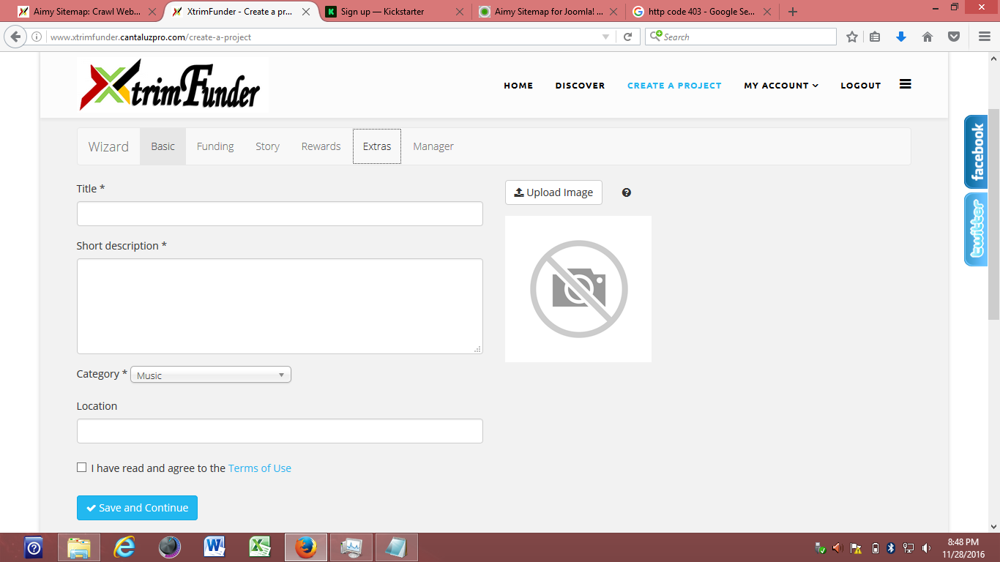 Aimy Sitemap: Crawl Web...
XtrimFunder - Create a pr...
Sign up — Kickstarter
Aimy Sitemap for Joomla! ...
http code 403 - Google Se...
www.xtrimfunder.cantaluzpro.com/create-a-project
Search
XtrimFunder
HOME
DISCOVER
CREATE A PROJECT
MY ACCOUNT
LOGOUT
Wizard
Basic
Funding
Story
Rewards
Extras
Manager
facebook
twitter
Title *
Upload Image
Short description *
Category * Music
Location
I have read and agree to the Terms of Use
Save and Continue
8:48 PM
11/28/2016